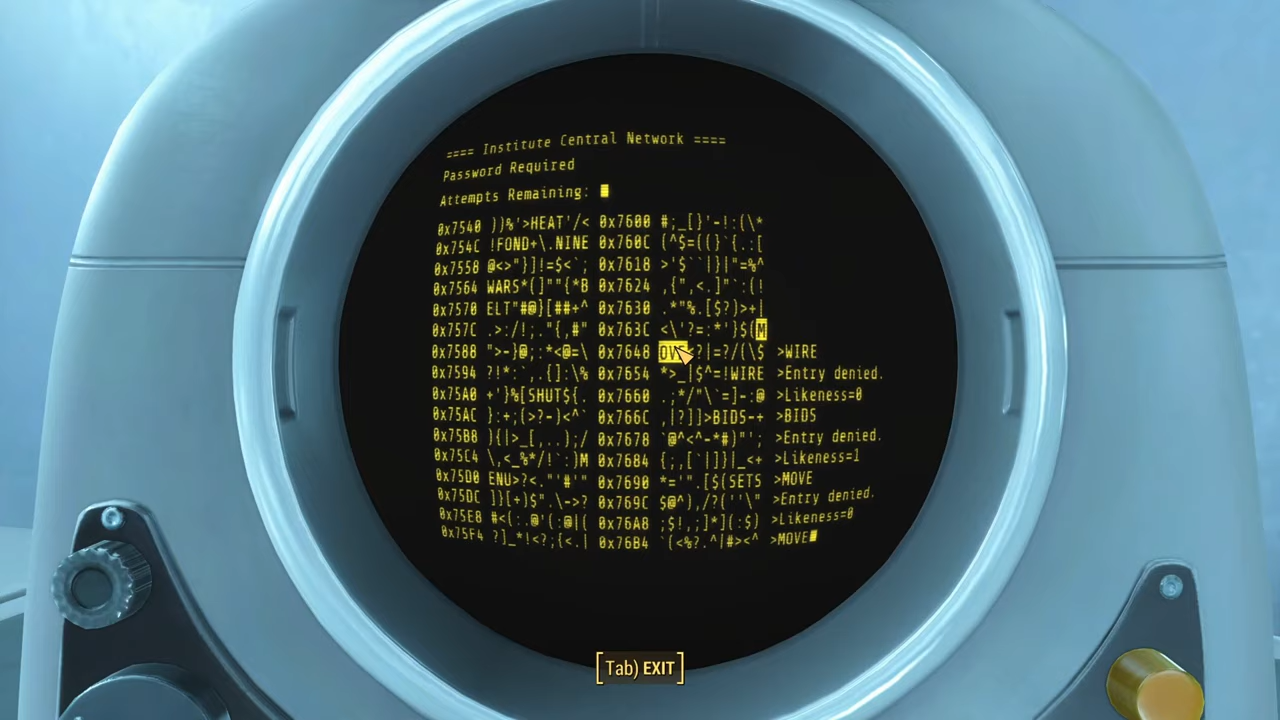 ==== Institute Central Network ====
Password Required
Attempts Remaining: ■
0x7540 ))%'>HEAT'/< 0x7600 #;_[}'-!:(\*
0x754C !FOND+\.NINE 0x760C (^$=((}`{.:[
0x7558 @<>"}]!=$<`; 0x7618 >'$``|}|"=%^
0x7564 WARS*(]""{*B 0x7624 ,{",<.]"`:(!
0x7570 ELT"#@}[##+^ 0x7630 .*"%.[$?)>+|
0x757C .>:/!;."{,#" 0x763C <\'?=:*'}$(M
0x7588 ">-}@;:*<@=\ 0x7648 OVE<?|=?/(\$ >WIRE
0x7594 ?!*:`,.{]:\% 0x7654 *>_|$^=!WIRE >Entry denied.
0x75A0 +'}%[SHUT${. 0x7660 .;*/"\`=]-:@ >Likeness=0
0x75AC }:+;(>?-)<^` 0x766C ,|?]]>BIDS-+ >BIDS
0x75B8 ){|>_[,..);/ 0x7678 `@^<^-*#)"'; >Entry denied.
0x75C4 \,<_%*/!`:)M 0x7684 {;,[`|]}|_<+ >Likeness=1
0x75D0 ENU>?<."'#'" 0x7690 *='".[$(SETS >MOVE
0x75DC ]}[+)$".\->? 0x769C $@^),/?(''\" >Entry denied.
0x75E8 #<(:.@'(:@|( 0x76A8 ;$!,;]*](:$) >Likeness=0
0x75F4 ?]_*!<?;{<.| 0x76B4 `(<%?.^|#><^ >MOVE■
[Tab) EXIT]